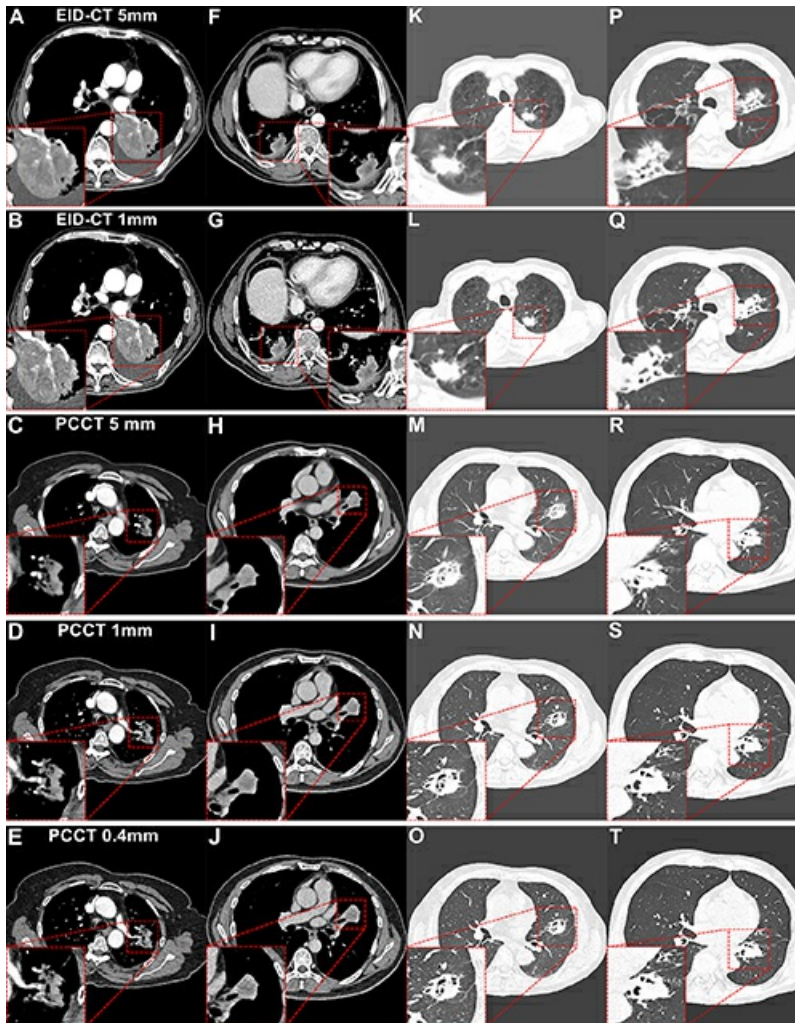 A EID-CT 5mm F K P
B EID-CT 1mm G L Q
C PCCT 5 mm H M R
D PCCT 1mm I N S
E PCCT 0.4mm J O T